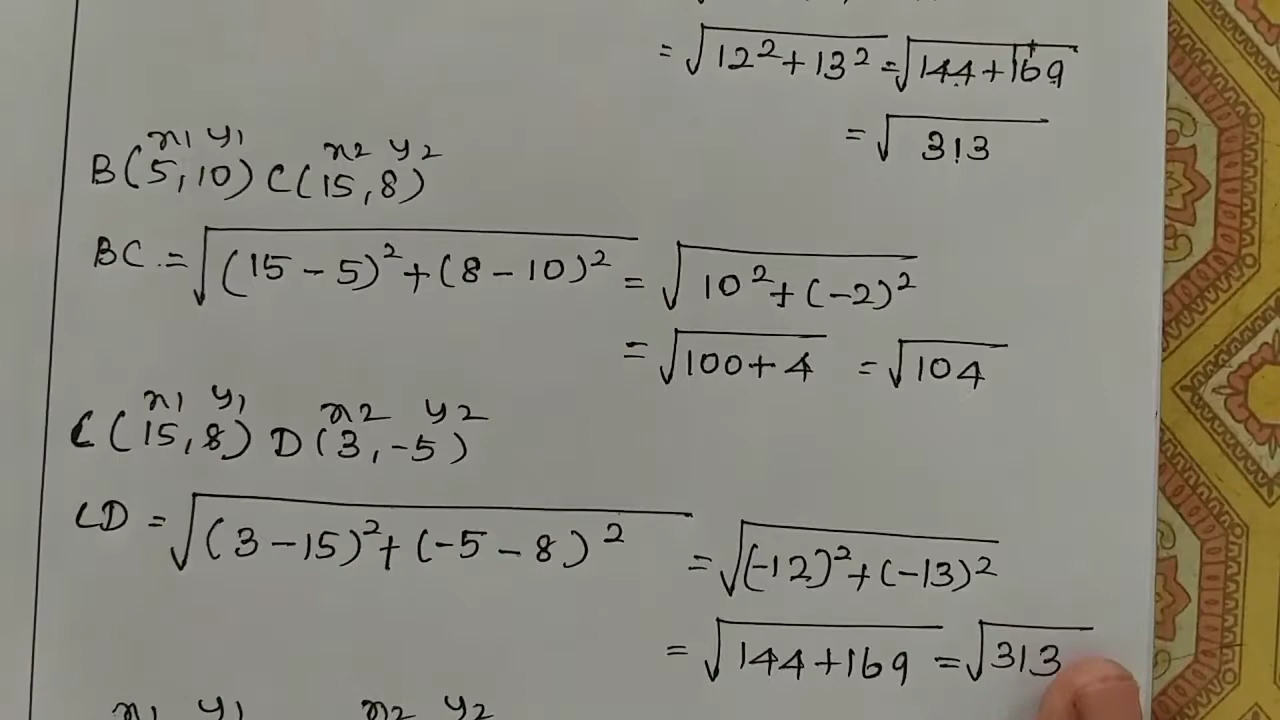 = √12² + 13² = √144 + 169
= √313
x1 y1 x2 y2
B(5, 10) C(15, 8)
BC = √(15 - 5)² + (8 - 10)² = √10² + (-2)²
= √100 + 4 = √104
x1 y1 x2 y2
C(15, 8) D(3, -5)
CD = √(3 - 15)² + (-5 - 8)² = √(-12)² + (-13)²
= √144 + 169 = √313
x1 y1 x2 y2